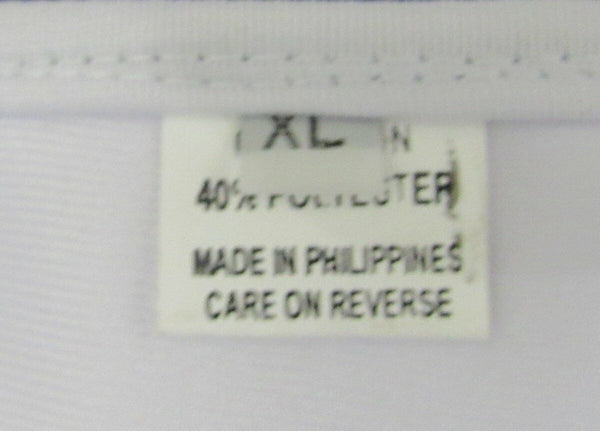 XL
40% POLYESTER
MADE IN PHILIPPINES
CARE ON REVERSE